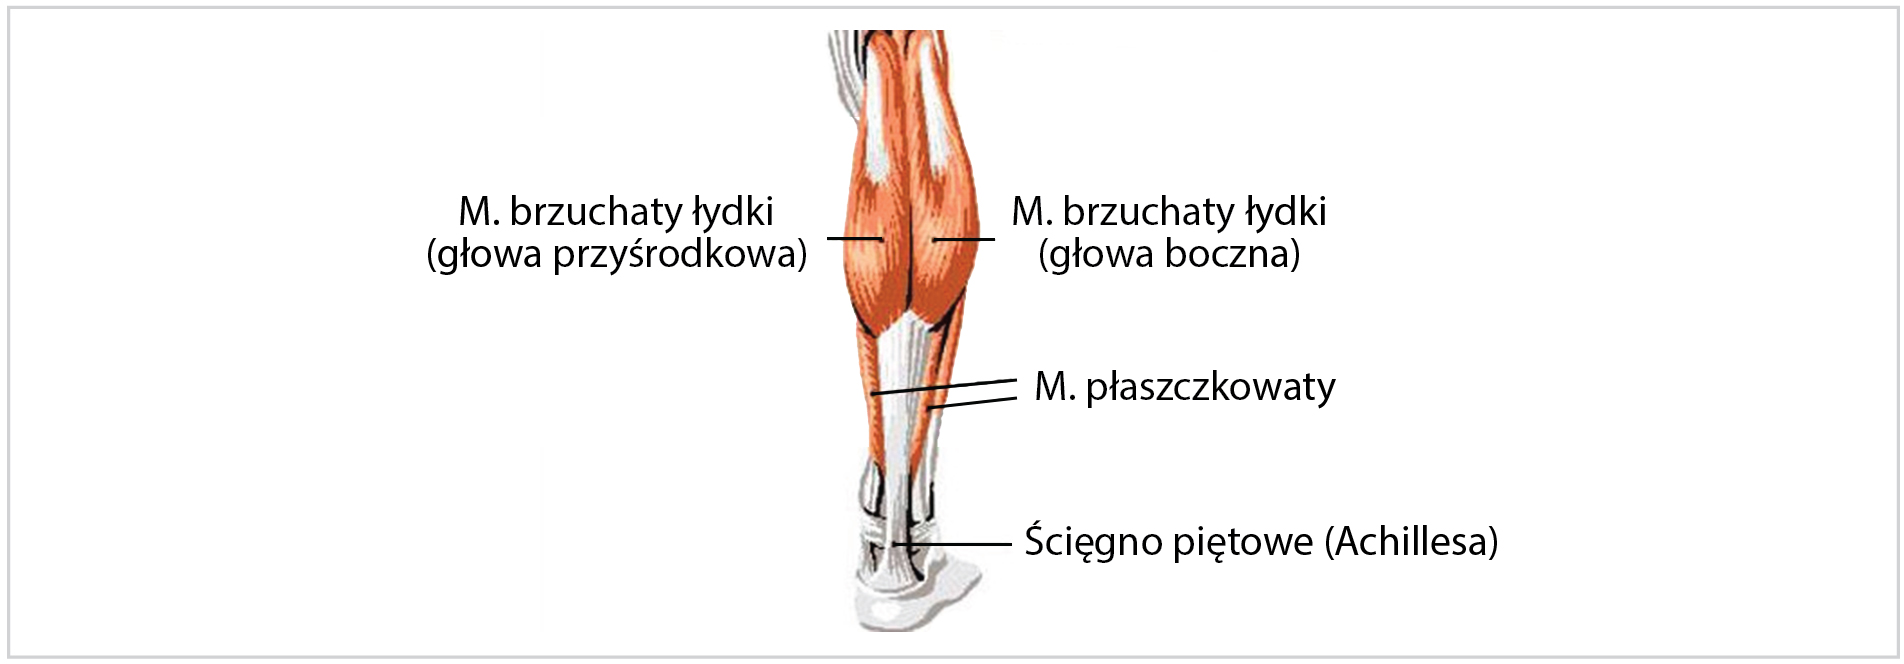 M. brzuchaty łydki
(głowa przyśrodkowa)
M. brzuchaty łydki
(głowa boczna)
M. płaszczkowaty
Ścięgno piętowe (Achillesa)